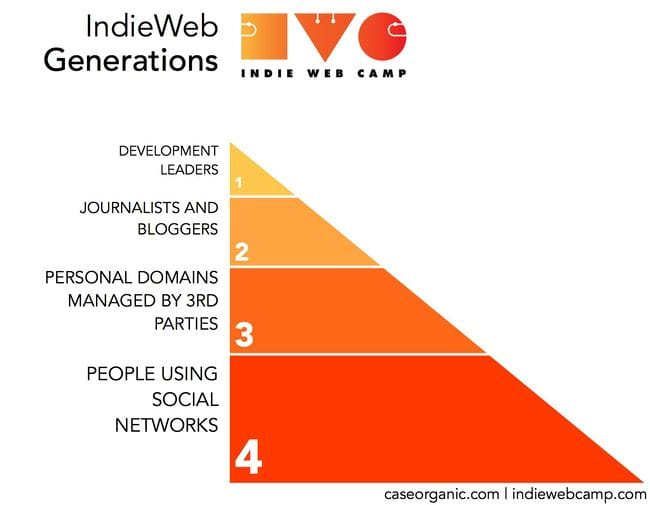 IndieWeb
Generations
INDIE WEB CAMP
DEVELOPMENT
LEADERS
1
JOURNALISTS AND
BLOGGERS
2
PERSONAL DOMAINS
MANAGED BY 3RD
PARTIES
3
PEOPLE USING
SOCIAL
NETWORKS
4
caseorganic.com | indiewebcamp.com